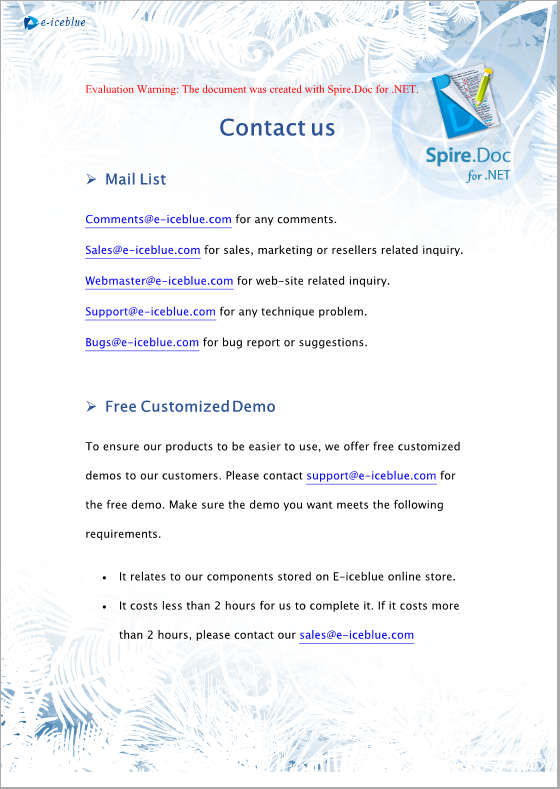 e-iceblue
Evaluation Warning: The document was created with Spire.Doc for .NET.
Spire.Doc
for .NET
Contact us
➢ Mail List
Comments@e-iceblue.com for any comments.
Sales@e-iceblue.com for sales, marketing or resellers related inquiry.
Webmaster@e-iceblue.com for web-site related inquiry.
Support@e-iceblue.com for any technique problem.
Bugs@e-iceblue.com for bug report or suggestions.
➢ Free Customized Demo
To ensure our products to be easier to use, we offer free customized
demos to our customers. Please contact support@e-iceblue.com for
the free demo. Make sure the demo you want meets the following
requirements.
• It relates to our components stored on E-iceblue online store.
• It costs less than 2 hours for us to complete it. If it costs more
than 2 hours, please contact our sales@e-iceblue.com